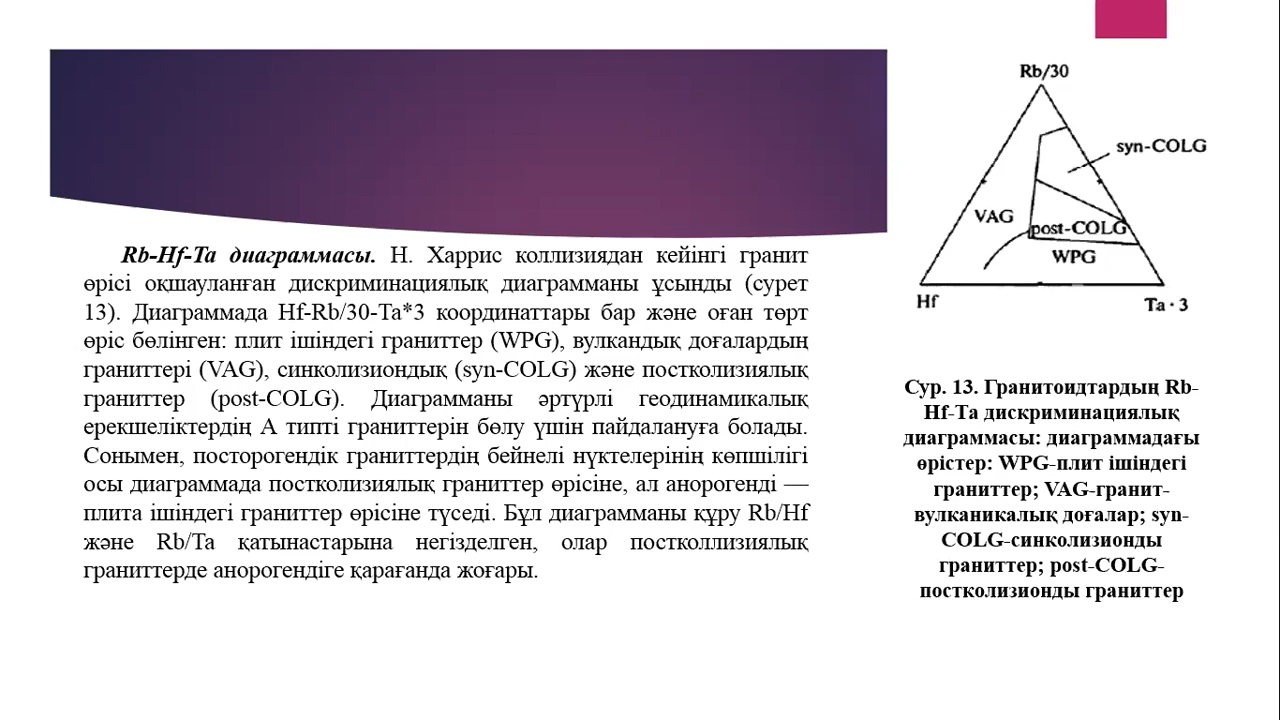 Rb-Hf-Ta диаграммасы. Н. Харрис коллизиядан кейінгі гранит
өрісі оқшауланған дискриминациялық диаграмманы ұсынды (сурет
13). Диаграммада Hf-Rb/30-Ta*3 координаттары бар және оған төрт
өріс бөлінген: плит ішіндегі граниттер (WPG), вулкандық доғалардың
граниттері (VAG), синколизиондық (syn-COLG) және постколизиялық
граниттер (post-COLG). Диаграмманы әртүрлі геодинамикалық
ерекшеліктердің А типті граниттерін бөлу үшін пайдалануға болады.
Сонымен, посторогендік граниттердің бейнелі нүктелерінің көпшілігі
осы диаграммада постколизиялық граниттер өрісіне, ал анорогенді —
плита ішіндегі граниттер өрісіне түседі. Бұл диаграмманы құру Rb/Hf
және Rb/Ta қатынастарына негізделген, олар постколлизиялық
граниттерде анорогендіге қарағанда жоғары.
Rb/30
syn-COLG
VAG
post-COLG
WPG
Hf
Ta · 3
Сур. 13. Гранитоидтардың Rb-
Hf-Ta дискриминациялық
диаграммасы: диаграммадағы
өрістер: WPG-плит ішіндегі
граниттер; VAG-гранит-
вулканикалық доғалар; syn-
COLG-синколизионды
граниттер; post-COLG-
постколизионды граниттер